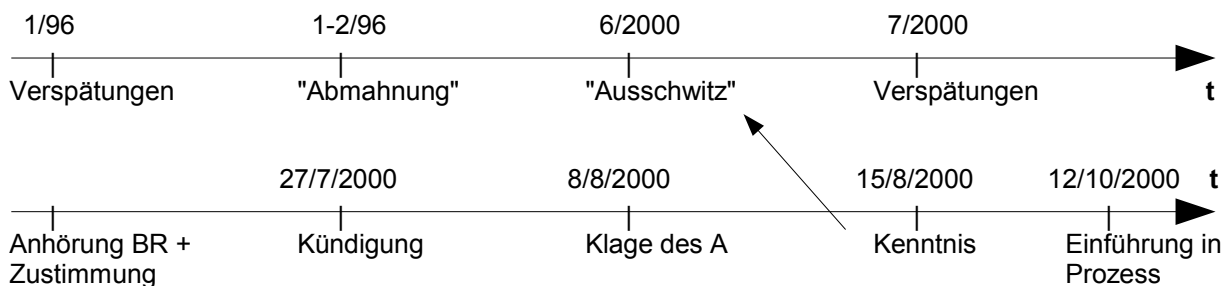 1/96 1-2/96 6/2000 7/2000
Verspätungen "Abmahnung" "Ausschwitz" Verspätungen t
27/7/2000 8/8/2000 15/8/2000 12/10/2000 t
Anhörung BR + Kündigung Klage des A Kenntnis Einführung in
Zustimmung Prozess